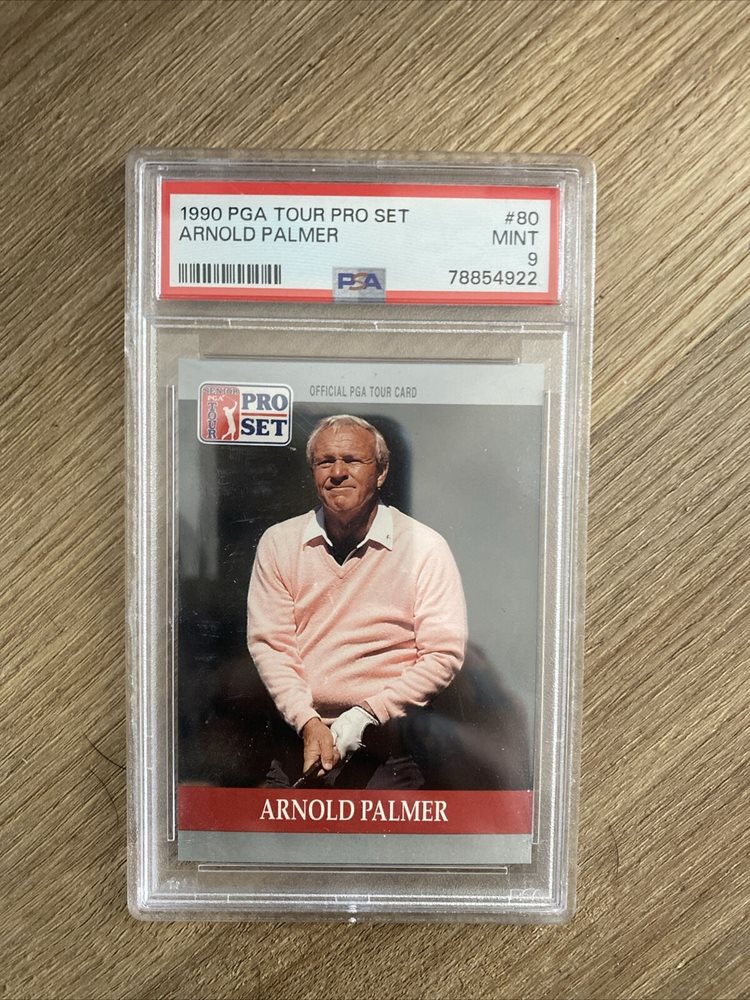 1990 PGA TOUR PRO SET #80
ARNOLD PALMER MINT
9
PSA 78854922
OFFICIAL PGA TOUR CARD
SENIOR
PGA
TOUR
PRO
SET
TM
ARNOLD PALMER